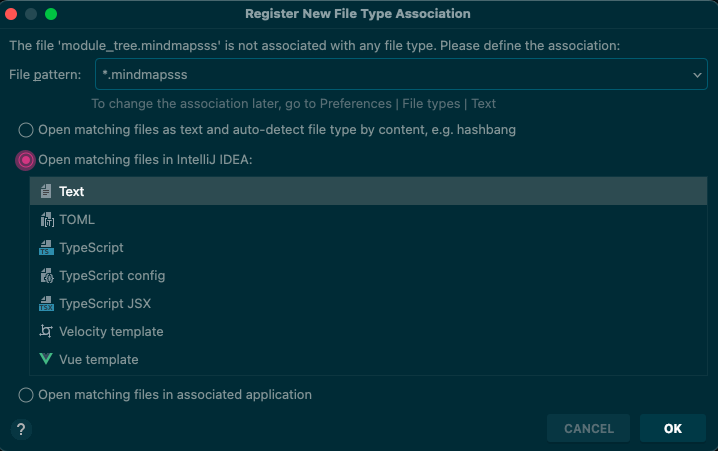 Register New File Type Association
The file 'module_tree.mindmapsss' is not associated with any file type. Please define the association:
File pattern: *.mindmapsss
To change the association later, go to Preferences | File types | Text
Open matching files as text and auto-detect file type by content, e.g. hashbang
Open matching files in IntelliJ IDEA:
Text
TOML
TypeScript
TypeScript config
TypeScript JSX
Velocity template
Vue template
Open matching files in associated application
? CANCEL OK